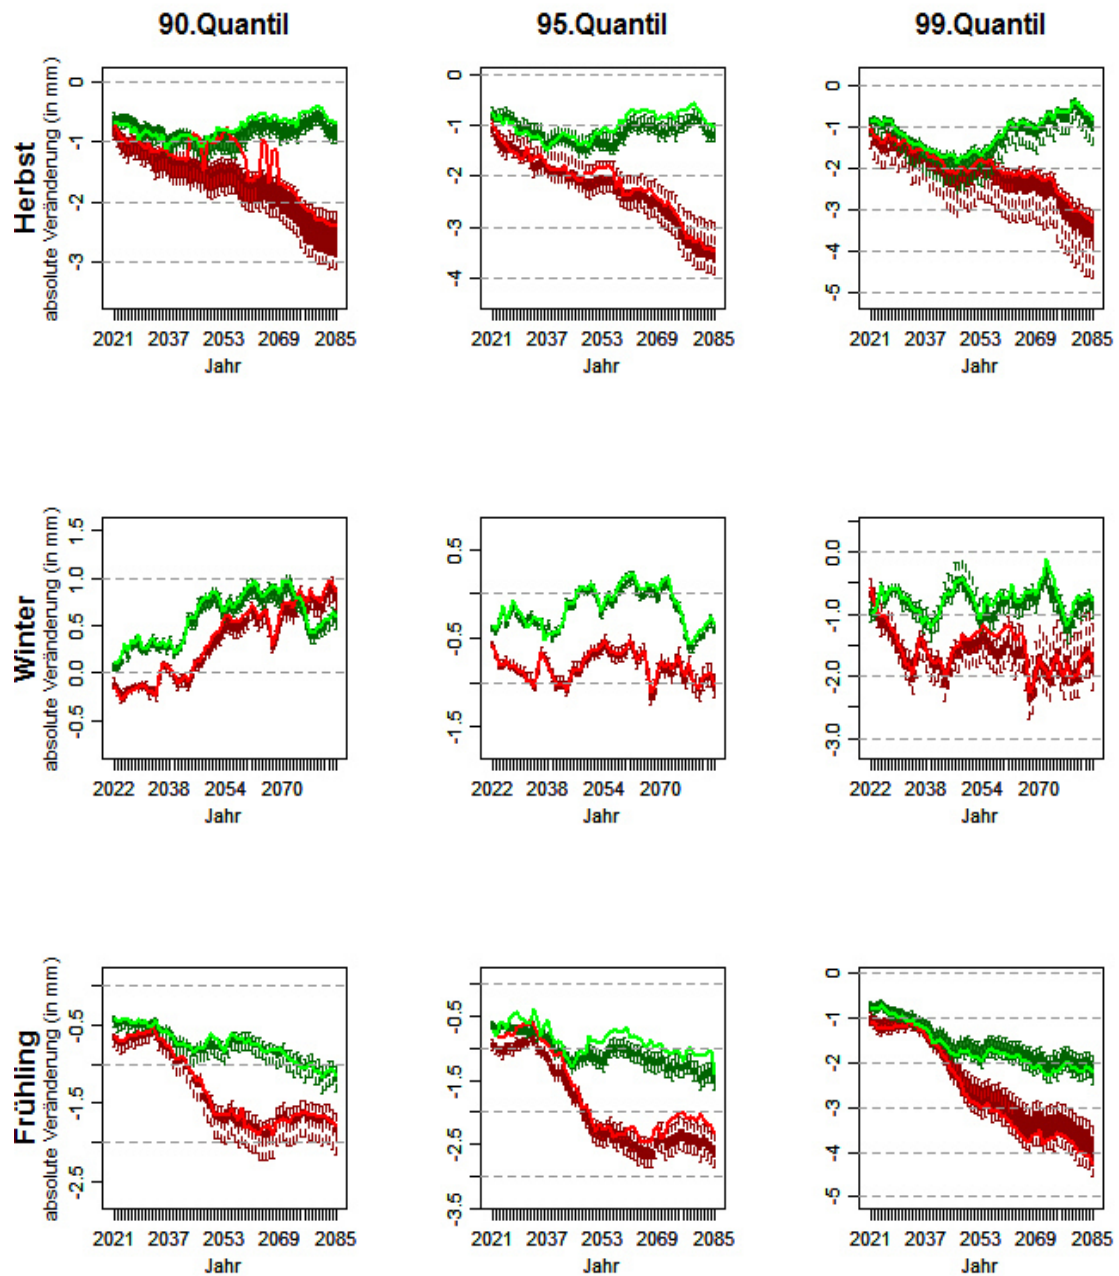 90.Quantil 95.Quantil 99.Quantil
Herbst
absolute Veränderung (in mm)
0 -1 -2 -3
2021 2037 2053 2069 2085
Jahr
0 -1 -2 -3 -4
2021 2037 2053 2069 2085
Jahr
0 -1 -2 -3 -4 -5
2021 2037 2053 2069 2085
Jahr
Winter
absolute Veränderung (in mm)
1.5 1.0 0.5 0.0 -0.5
2022 2038 2054 2070
Jahr
0.5 -0.5 -1.5
2022 2038 2054 2070
Jahr
0.0 -1.0 -2.0 -3.0
2022 2038 2054 2070
Jahr
Frühling
absolute Veränderung (in mm)
-0.5 -1.5 -2.5
2021 2037 2053 2069 2085
Jahr
-0.5 -1.5 -2.5 -3.5
2021 2037 2053 2069 2085
Jahr
0 -1 -2 -3 -4 -5
2021 2037 2053 2069 2085
Jahr